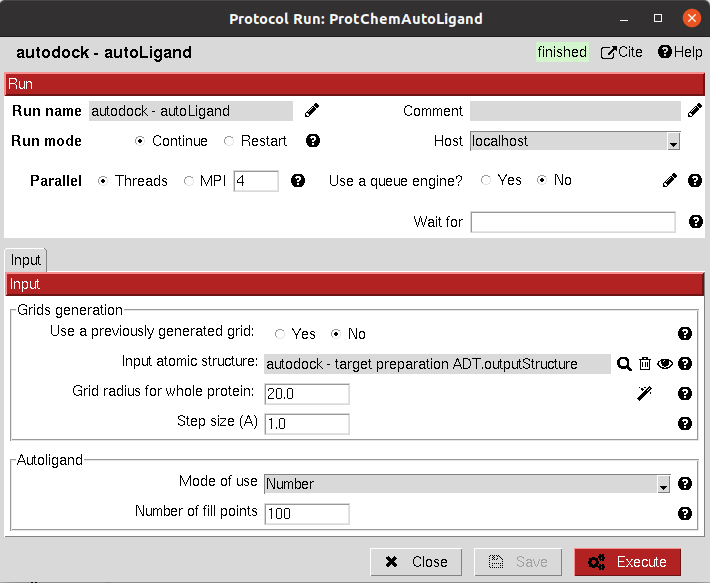 Protocol Run: ProtChemAutoLigand
autodock - autoLigand finished Cite Help
Run
Run name autodock - autoLigand Comment
Run mode Continue Restart Host localhost
Parallel Threads MPI 4 Use a queue engine? Yes No
Wait for
Input
Input
Grids generation
Use a previously generated grid: Yes No
Input atomic structure: autodock - target preparation ADT.outputStructure
Grid radius for whole protein: 20.0
Step size (A) 1.0
Autoligand
Mode of use Number
Number of fill points 100
Close Save Execute